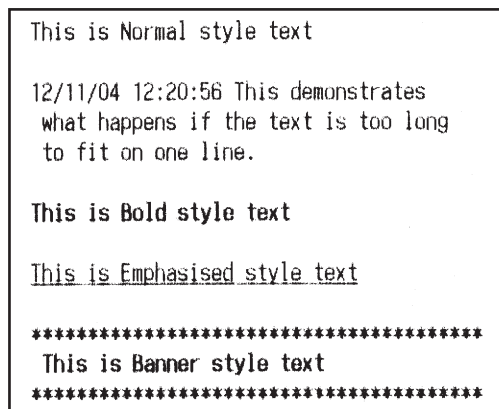 This is Normal style text
12/11/04 12:20:56 This demonstrates
what happens if the text is too long
to fit on one line.
This is Bold style text
This is Emphasised style text
****************************************
This is Banner style text
****************************************